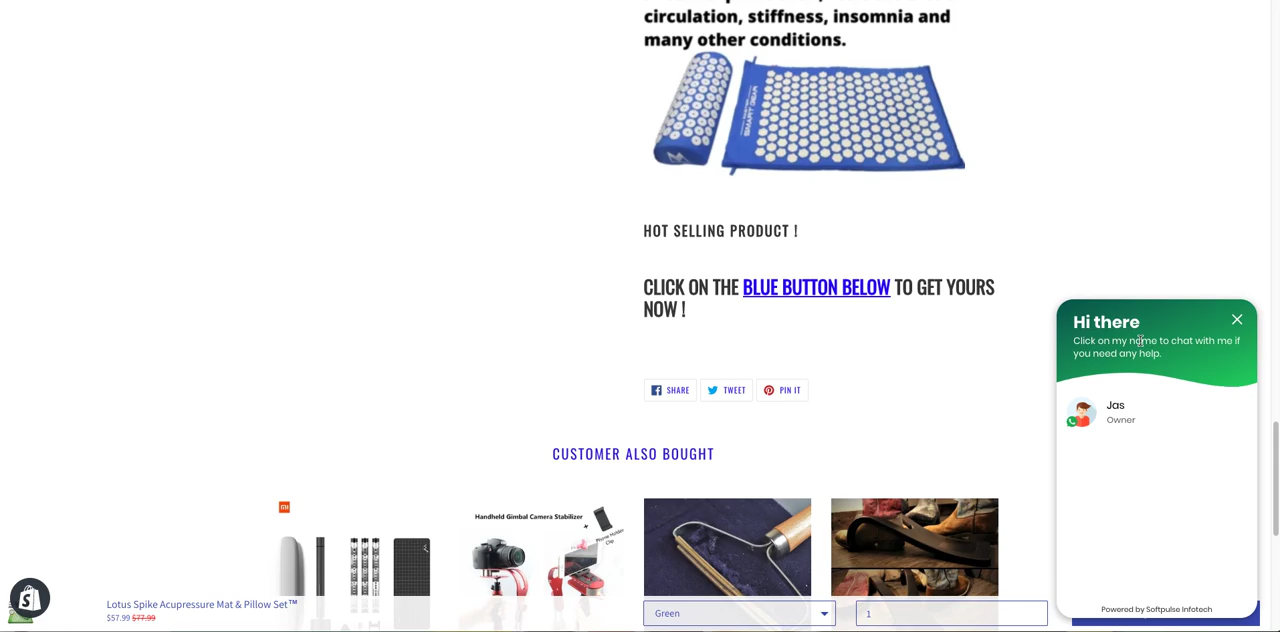 circulation, stiffness, insomnia and
many other conditions.
HOT SELLING PRODUCT !
CLICK ON THE BLUE BUTTON BELOW TO GET YOURS
NOW !
SHARE TWEET PIN IT
CUSTOMER ALSO BOUGHT
Handheld Gimbal Camera Stabilizer
+
Phone Holder
Clip
Lotus Spike Acupressure Mat & Pillow Set™
$57.99 $77.99
Green
1
Hi there
Click on my name to chat with me if
you need any help.
Jas
Owner
Powered by Softpulse Infotech